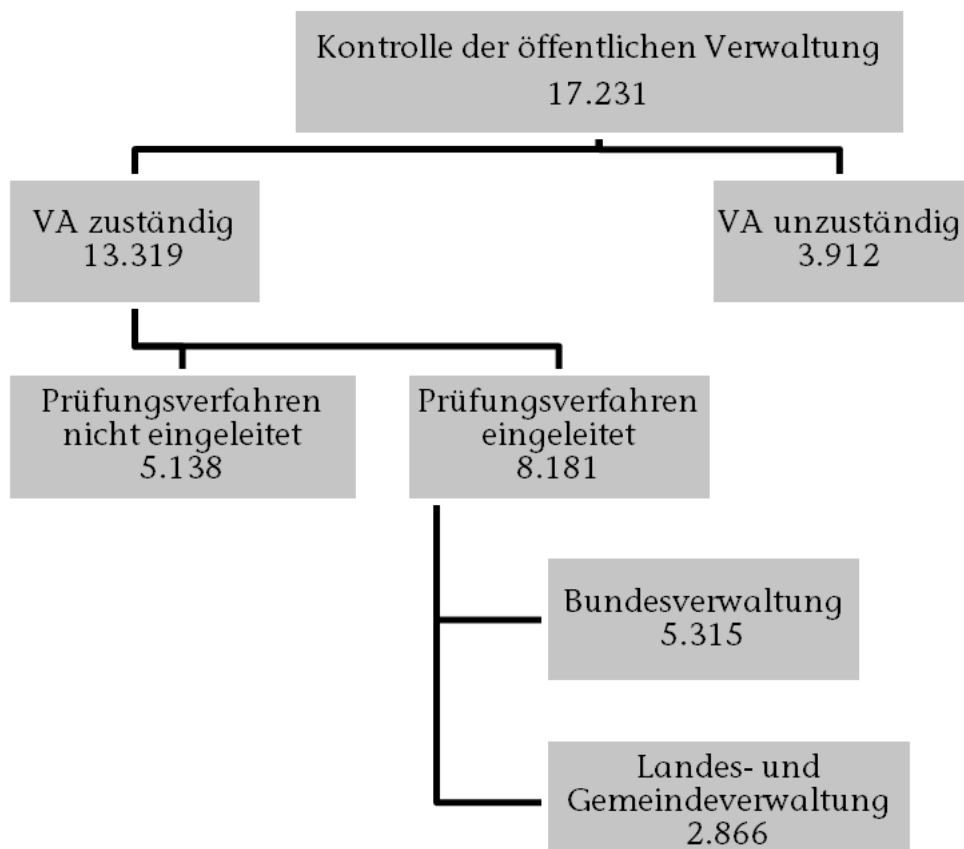 Kontrolle der öffentlichen Verwaltung
17.231
VA zuständig
13.319
VA unzuständig
3.912
Prüfungsverfahren
nicht eingeleitet
5.138
Prüfungsverfahren
eingeleitet
8.181
Bundesverwaltung
5.315
Landes- und
Gemeindeverwaltung
2.866